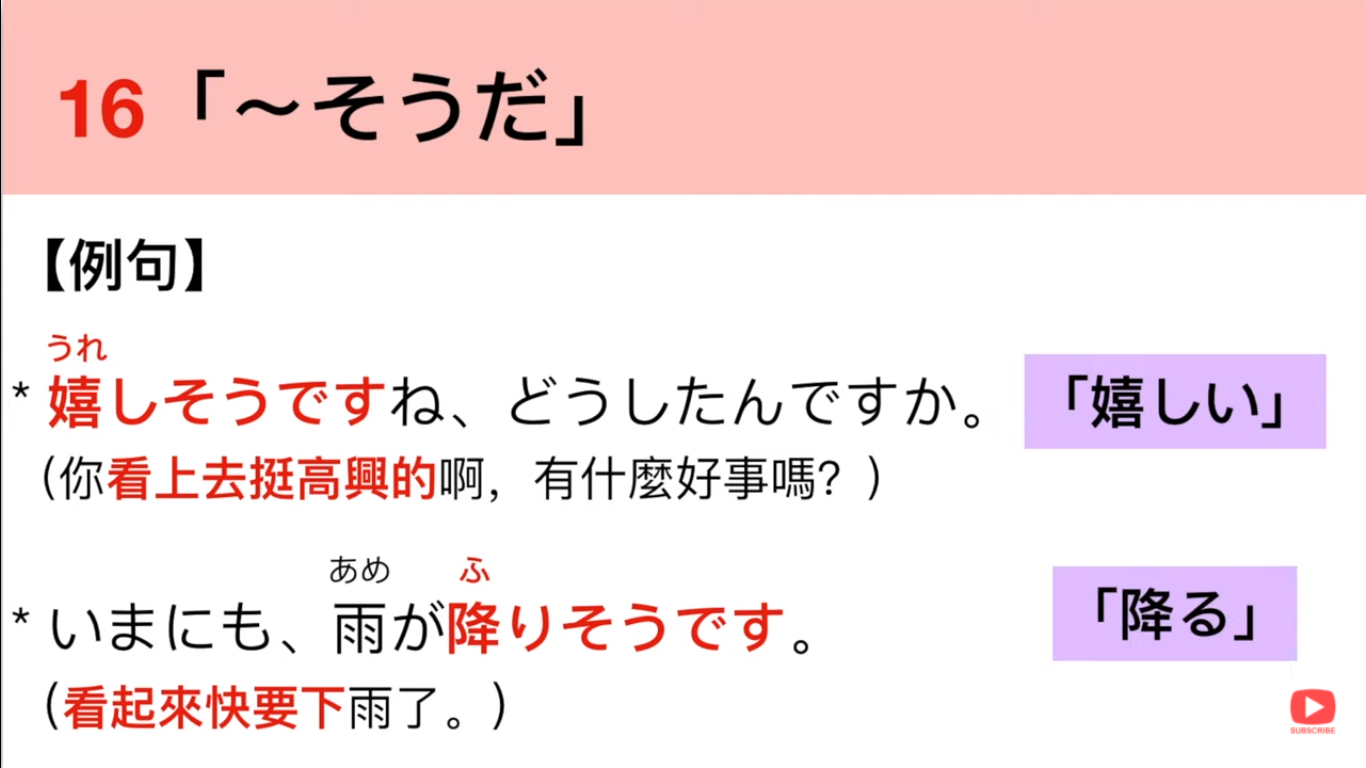 16「～そうだ」
【例句】
うれ
* 嬉しそうですね、どうしたんですか。 「嬉しい」
（你看上去挺高興的啊，有什麼好事嗎？）
あめ ふ
* いまにも、雨が降りそうです。 「降る」
（看起來快要下雨了。）
SUBSCRIBE